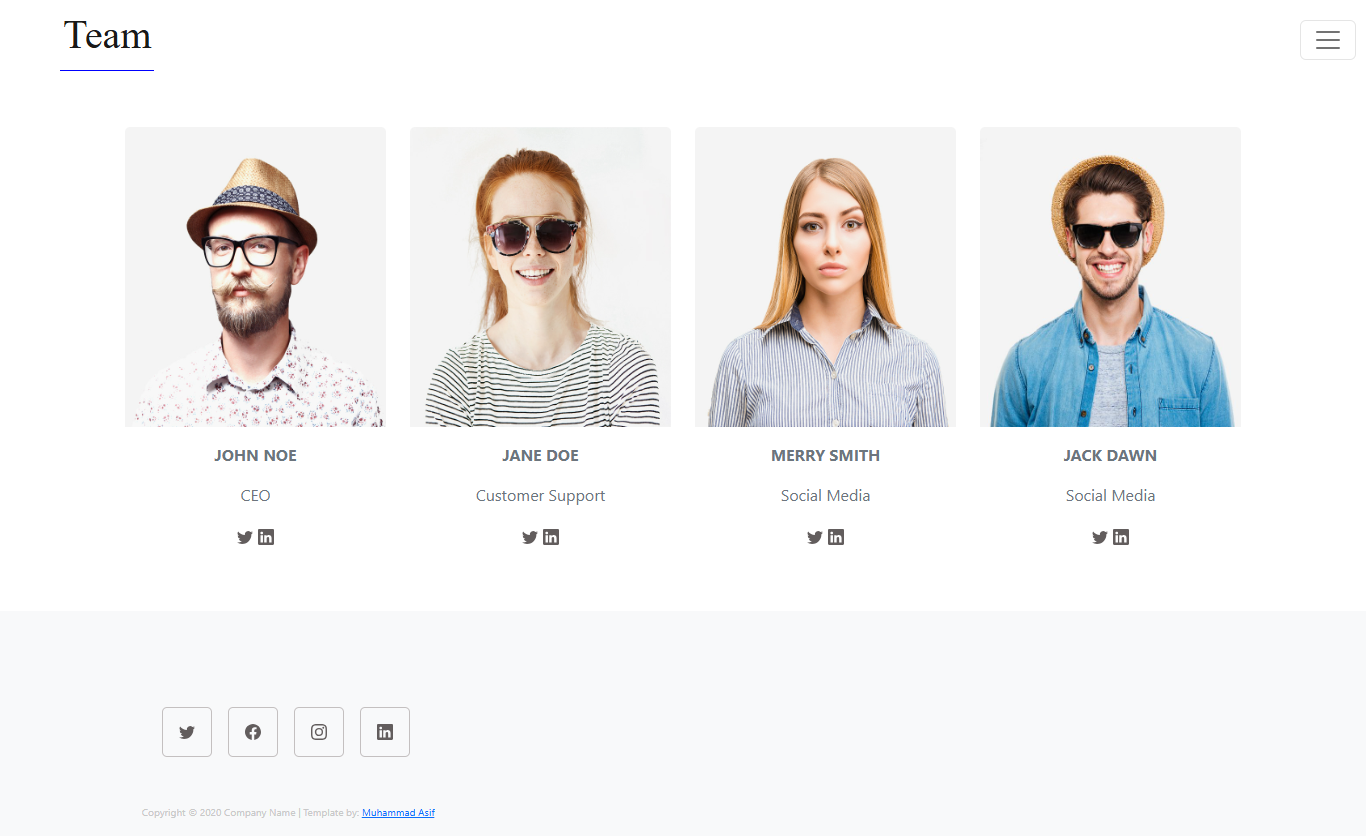 Team
JOHN NOE
JANE DOE
MERRY SMITH
JACK DAWN
CEO
Customer Support
Social Media
Social Media
Copyright © 2020 Company Name | Template by: Muhammad Asif